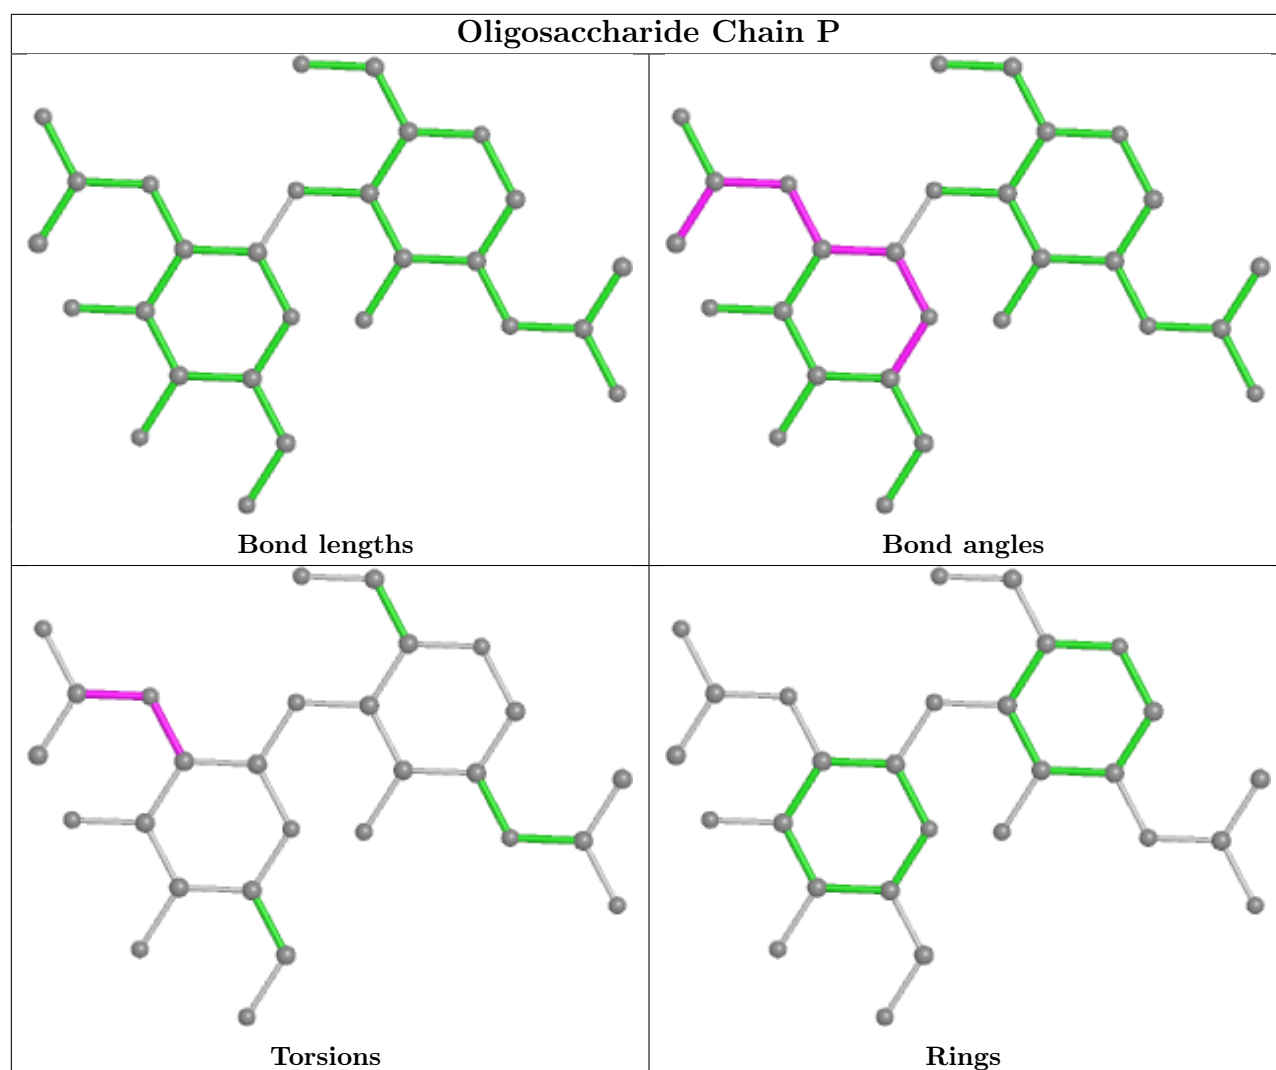 Oligosaccharide Chain P
Bond lengths
Bond angles
Torsions
Rings